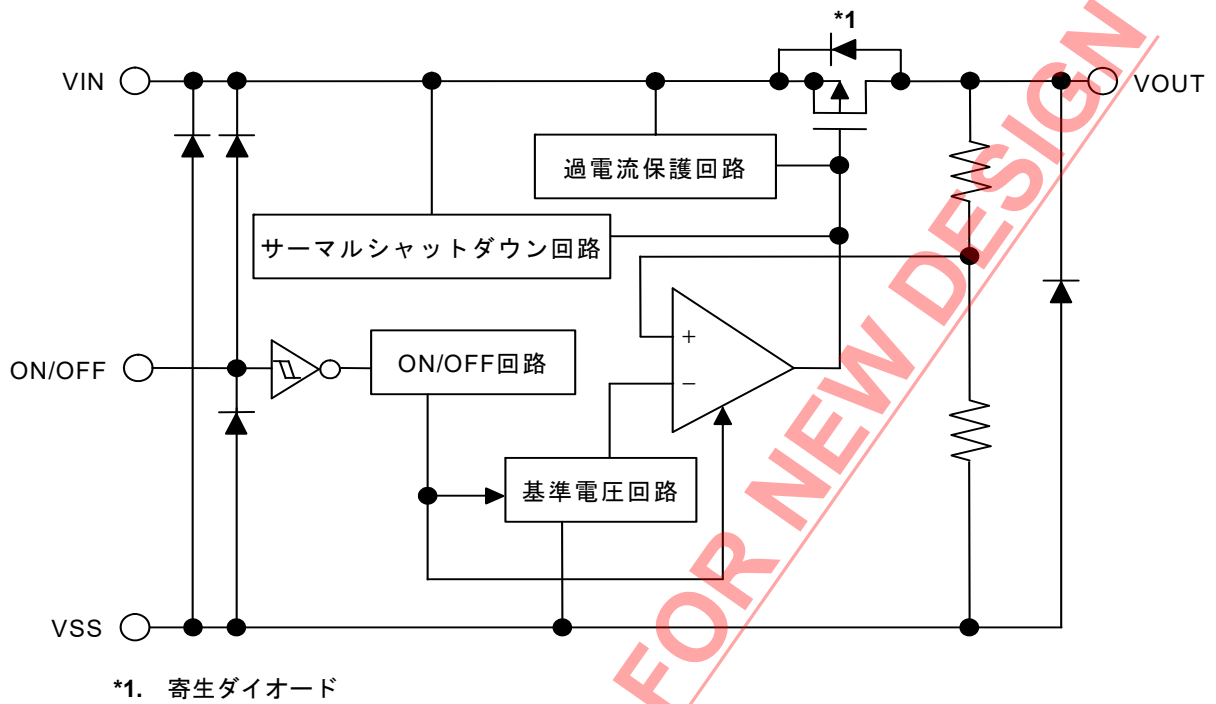 *1
VIN
VOUT
過電流保護回路
サーマルシャットダウン回路
+
−
ON/OFF
ON/OFF回路
基準電圧回路
VSS
*1. 寄生ダイオード
FOR NEW DESIGN